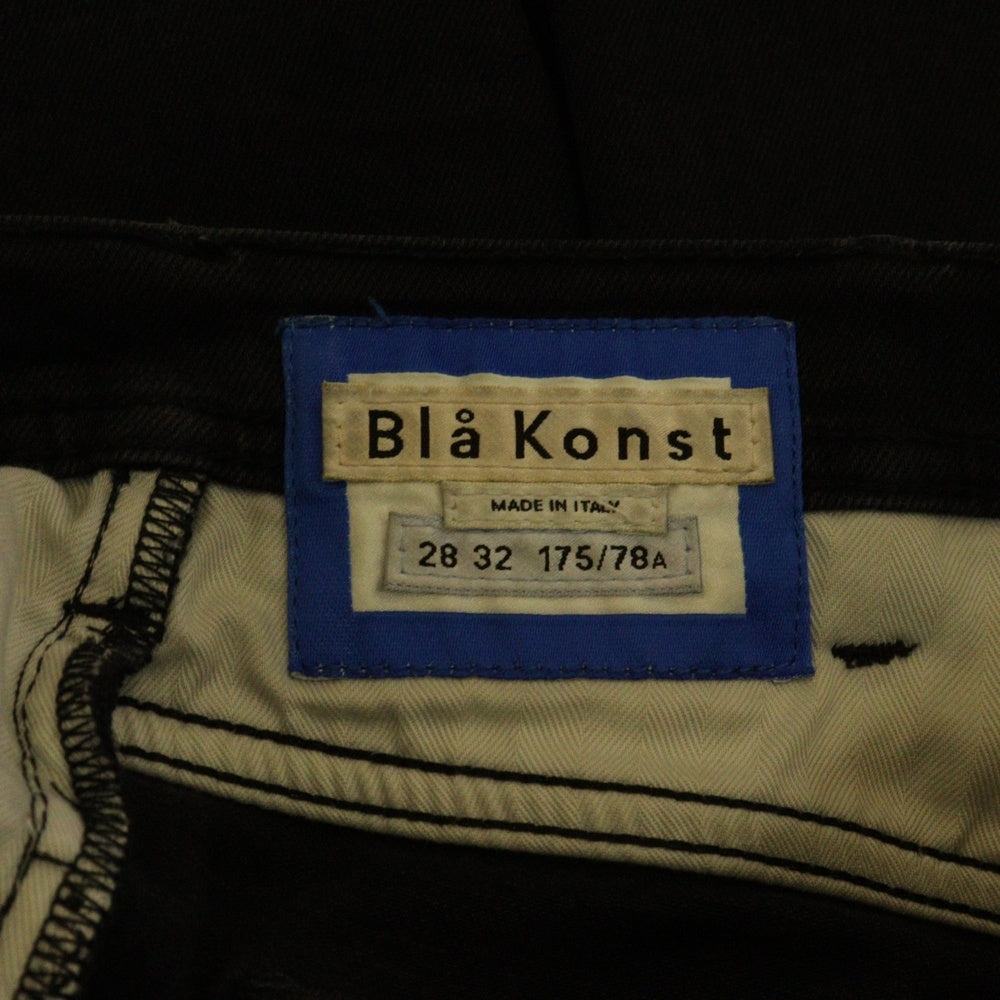 Blå Konst
MADE IN ITALY
28 32 175/78A